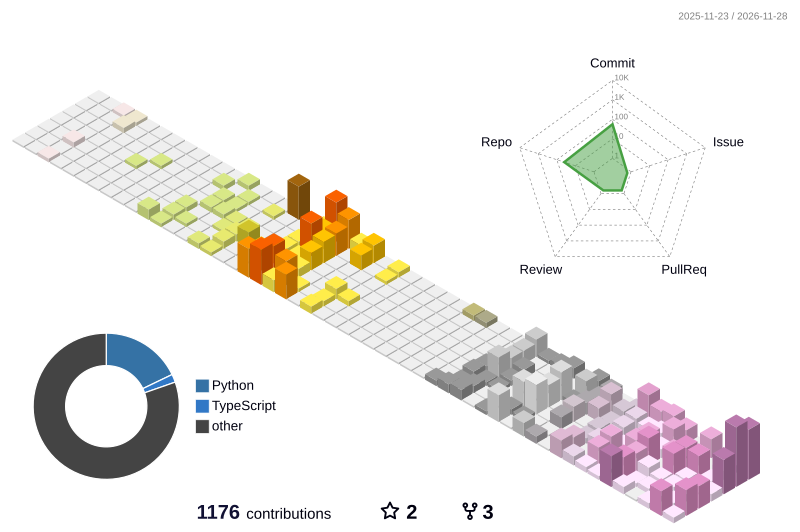 2025-11-23 / 2026-11-28
Commit
10K
1K
100
Repo
Issue
Review
PullReq
Python
TypeScript
other
1176 contributions
2
3